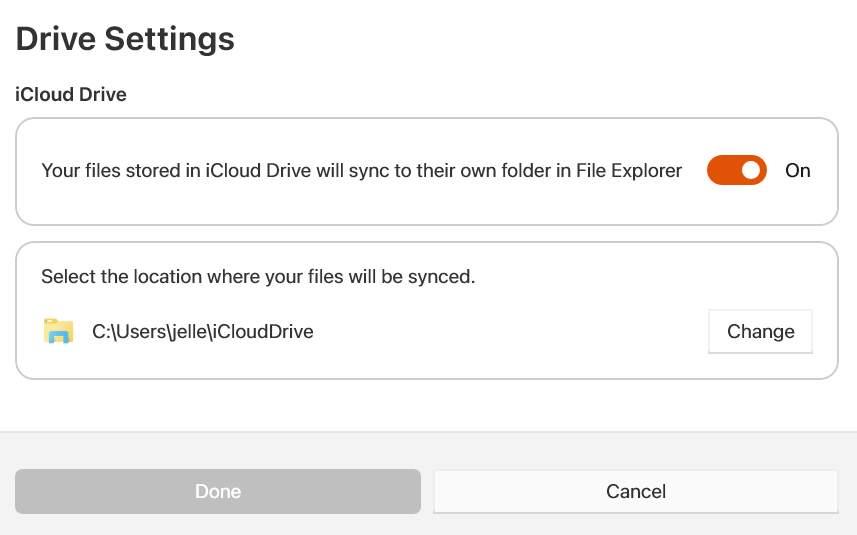 Drive Settings
iCloud Drive
Your files stored in iCloud Drive will sync to their own folder in File Explorer
On
Select the location where your files will be synced.
C:\Users\jelle\iCloudDrive
Change
Done
Cancel